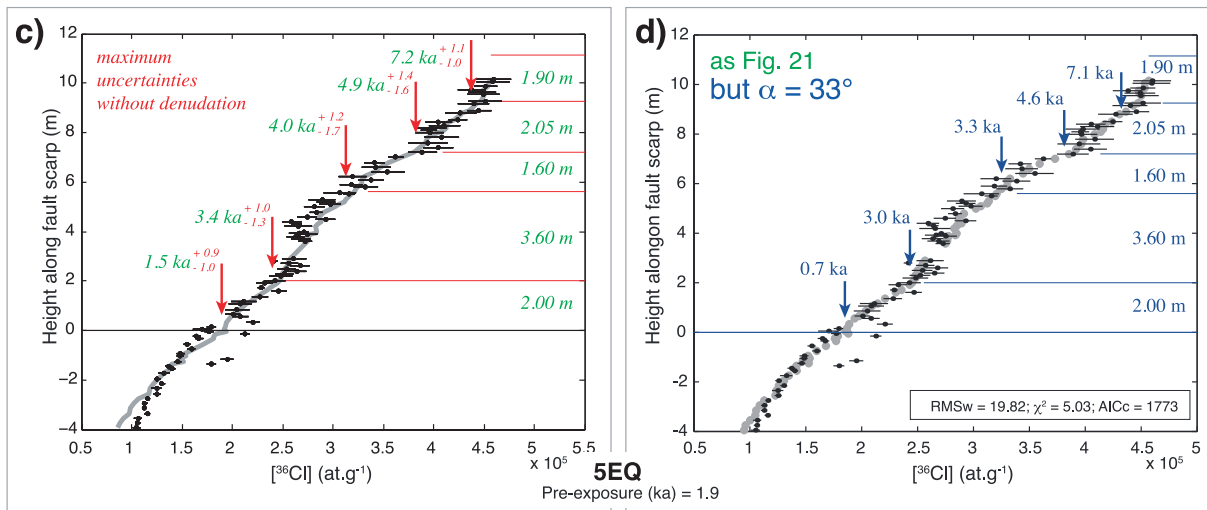 c)
maximum
uncertainties
without denudation
7.2 ka + 1.1 - 1.0
4.9 ka + 1.4 - 1.6
4.0 ka + 1.2 - 1.7
3.4 ka + 1.0 - 1.3
1.5 ka + 0.9 - 1.0
1.90 m
2.05 m
1.60 m
3.60 m
2.00 m
Height along fault scarp (m)
12
10
8
6
4
2
0
−2
−4
0.5 1 1.5 2 2.5 3 3.5 4 4.5 5 5.5
x 10⁵
[³⁶Cl] (at.g⁻¹)
d)
as Fig. 21
but α = 33°
7.1 ka
4.6 ka
3.3 ka
3.0 ka
0.7 ka
1.90 m
2.05 m
1.60 m
3.60 m
2.00 m
Height alongon fault scarp (m)
12
10
8
6
4
2
0
-2
-4
RMSw = 19.82; χ² = 5.03; AICc = 1773
0.5 1 1.5 2 2.5 3 3.5 4 4.5 5
x 10⁵
[³⁶Cl] (at.g⁻¹)
5EQ
Pre-exposure (ka) = 1.9